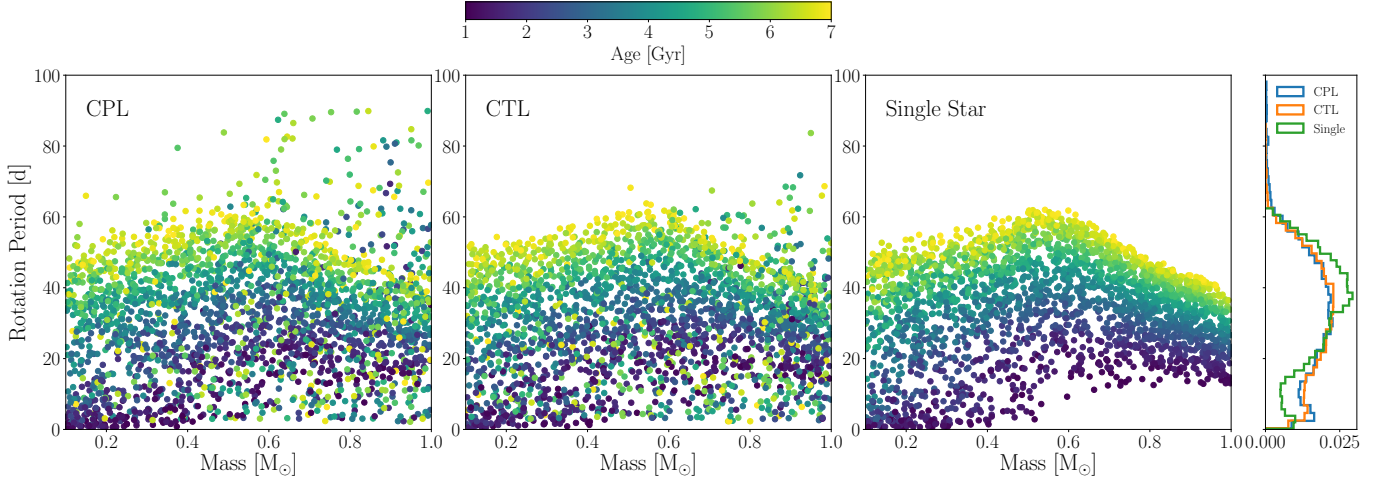 1 2 3 4 5 6 7
Age [Gyr]
CPL
CTL
Single Star
CPL
CTL
Single
Rotation Period [d]
100
80
60
40
20
0
100
80
60
40
20
0
100
80
60
40
20
0
0.2 0.4 0.6 0.8 1.0
0.2 0.4 0.6 0.8 1.0
0.2 0.4 0.6 0.8 1.0
0.000 0.025
Mass [M⊙]
Mass [M⊙]
Mass [M⊙]